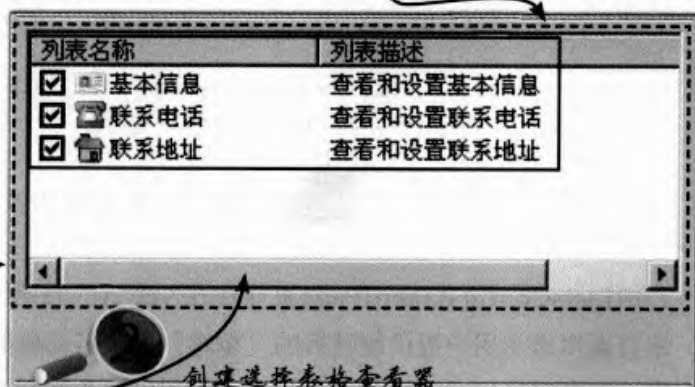 列表名称 列表描述
基本信息 查看和设置基本信息
联系电话 查看和设置联系电话
联系地址 查看和设置联系地址
2
创建选择表格查看器